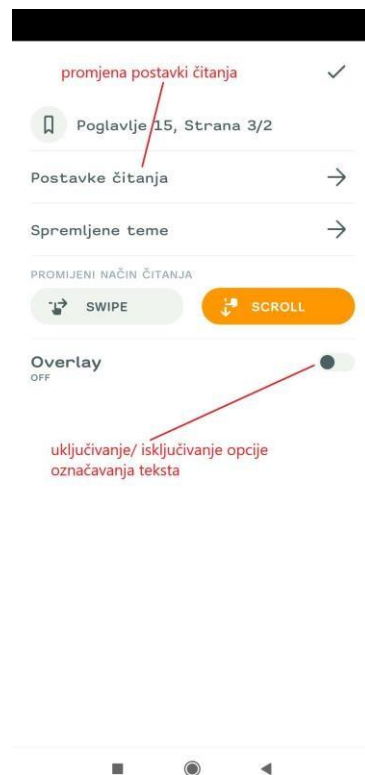 promjena postavki čitanja
Poglavlje 15, Strana 3/2
Postavke čitanja
Spremljene teme
PROMIJENI NAČIN ČITANJA
SWIPE
SCROLL
Overlay
OFF
uključivanje/ isključivanje opcije
označavanja teksta